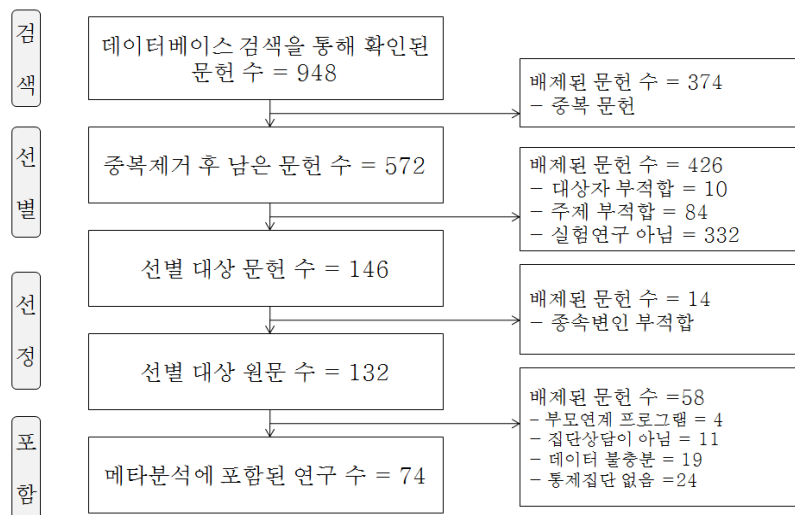 검
색
데이터베이스 검색을 통해 확인된
문헌 수 = 948
배제된 문헌 수 = 374
- 중복 문헌
선
별
중복제거 후 남은 문헌 수 = 572
배제된 문헌 수 = 426
- 대상자 부적합 = 10
- 주제 부적합 = 84
- 실험연구 아님 = 332
선별 대상 문헌 수 = 146
선
정
배제된 문헌 수 = 14
- 종속변인 부적합
선별 대상 원문 수 = 132
배제된 문헌 수 =58
- 부모연계 프로그램 = 4
- 집단상담이 아님 = 11
- 데이터 불충분 = 19
- 통제집단 없음 =24
포
함
메타분석에 포함된 연구 수 = 74